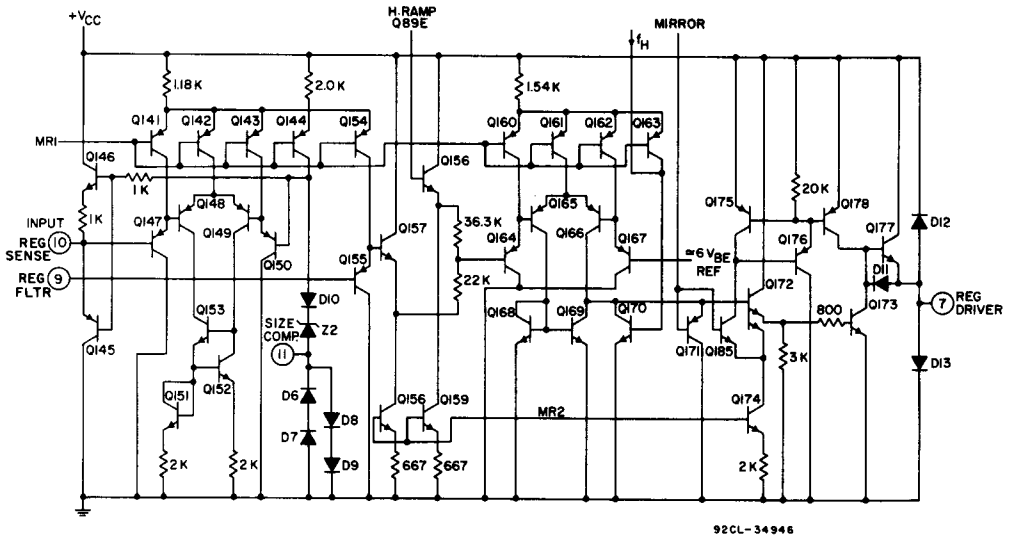 +VCC
H.RAMP
Q89E
fH
MIRROR
1.18K
2.0K
1.54K
Q141
Q142
Q143
Q144
Q154
Q160
Q161
Q162
Q163
MR1
Q146
1K
Q156
20K
1K
Q147
Q148
Q149
Q150
Q157
36.3K
Q165
Q166
Q175
Q178
Q177
D12
INPUT
REG 10
SENSE
Q164
Q167
≃6 VBE
REF
Q176
D11
REG 9
FLTR
Q155
22K
Q172
Q173
7 REG
DRIVER
D10
Z2
SIZE
COMP.
11
Q153
Q168
Q169
Q170
Q171
Q185
800
3K
D13
Q145
Q152
Q151
D6
D8
D7
D9
Q156
Q159
MR2
Q174
2K
2K
667
667
2K
92CL-34946